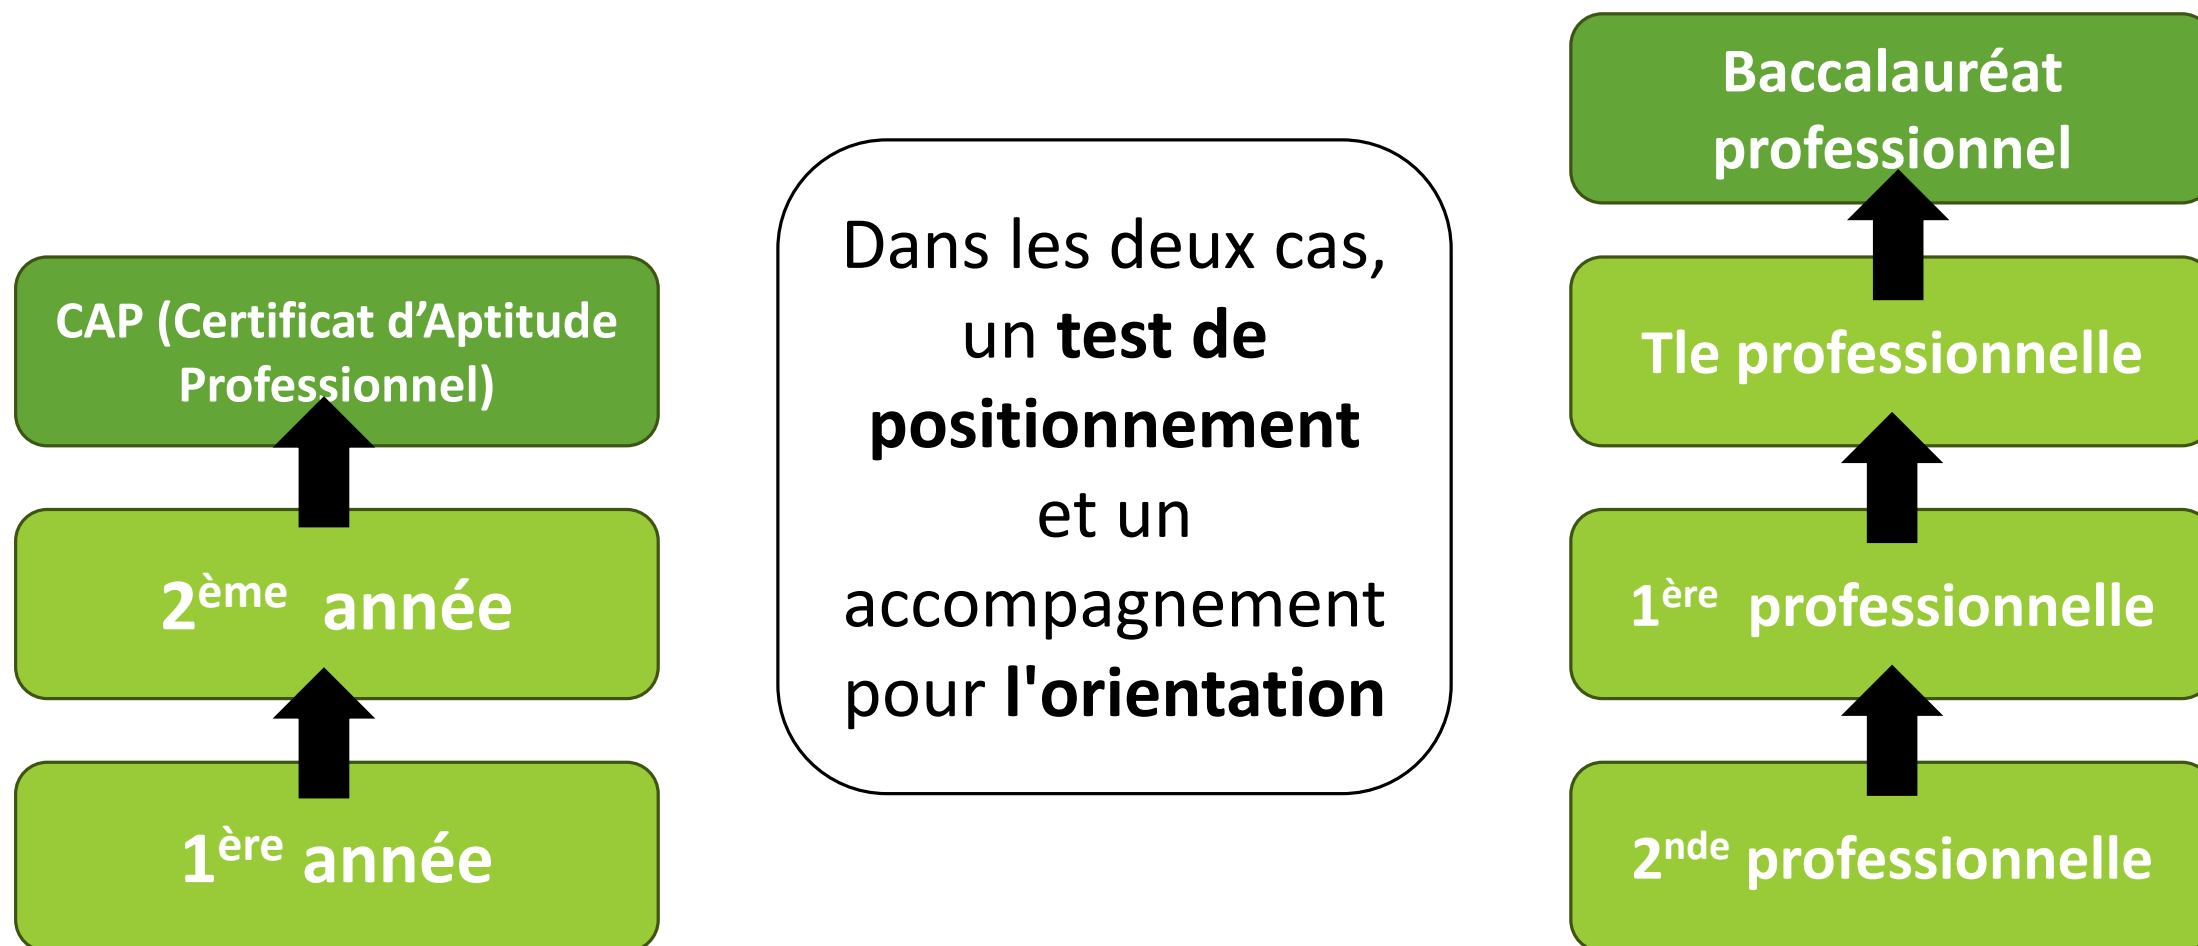 CAP (Certificat d’Aptitude
Professionnel)
2ème année
1ère année
Dans les deux cas,
un test de
positionnement
et un
accompagnement
pour l'orientation
Baccalauréat
professionnel
Tle professionnelle
1ère professionnelle
2nde professionnelle